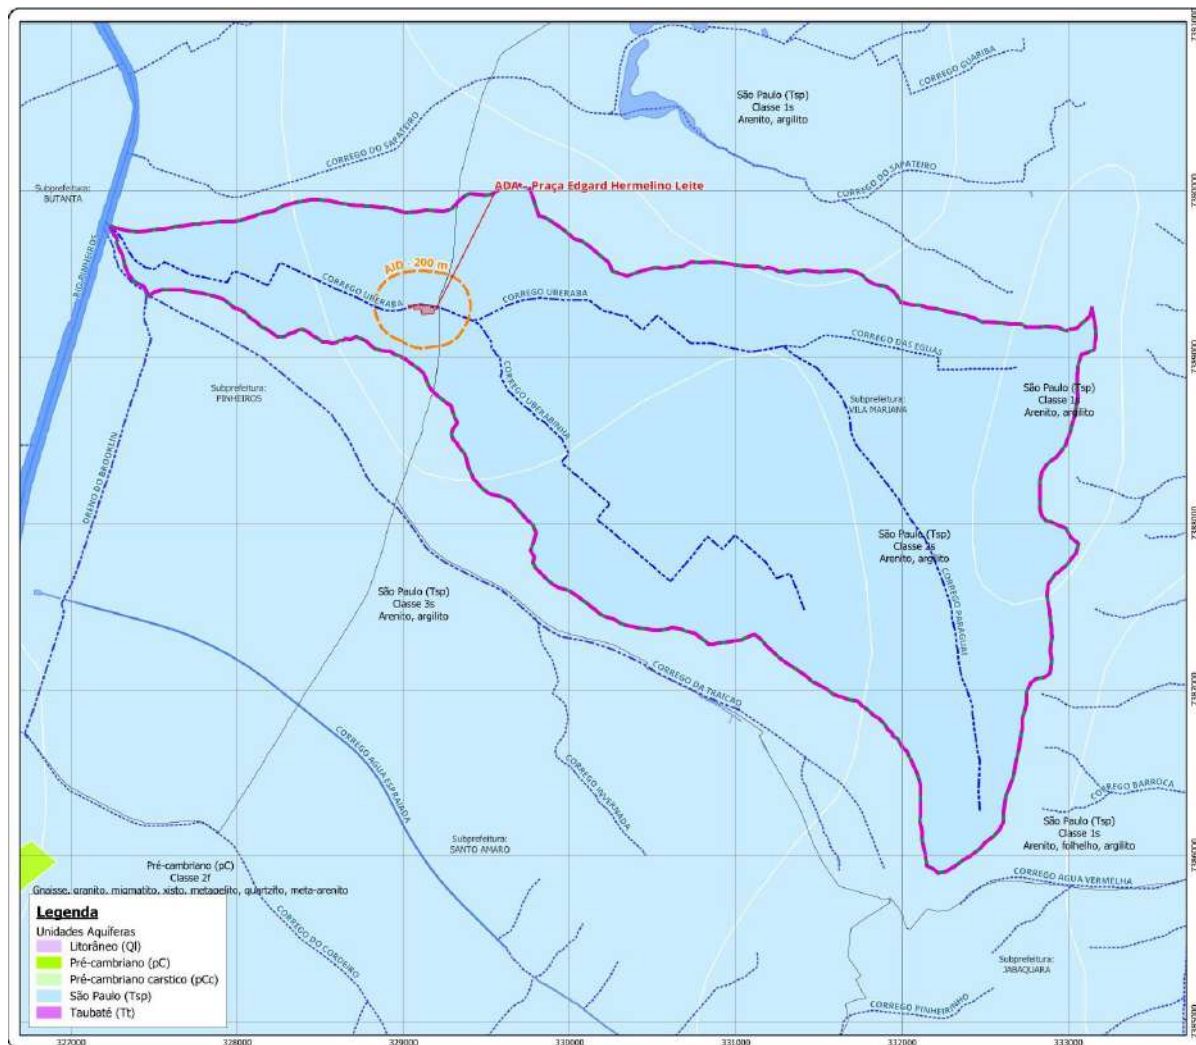 CORREGO GUARIBA
São Paulo (Tsp)
Classe 1s
Arenito, argilito
CORREGO DO SAPATEIRO
CORREGO DO SAPATEIRO
Subprefeitura:
BUTANTA
ADA - Praça Edgard Hermelino Leite
RIO PINHEIROS
AID - 200 m
CORREGO UBERABA
CORREGO UBERABA
CORREGO DAS EGUAS
Subprefeitura:
PINHEIROS
CORREGO UBERABINHA
Subprefeitura:
VILA MARIANA
São Paulo (Tsp)
Classe 1s
Arenito, argilito
DRENO DO BROOKLIN
São Paulo (Tsp)
Classe 2s
Arenito, argilito
São Paulo (Tsp)
Classe 3s
Arenito, argilito
CORREGO PARAGUAI
CORREGO DA TRAICAO
CORREGO AGUA ESPRAIADA
CORREGO INVERNADA
CORREGO BARROCA
São Paulo (Tsp)
Classe 1s
Arenito, folhelho, argilito
Subprefeitura:
SANTO AMARO
Pré-cambriano (pC)
Classe 2f
Gnaisse, granito, migmatito, xisto, metapelito, quartzito, meta-arenito
CORREGO AGUA VERMELHA
CORREGO DO CORDEIRO
Subprefeitura:
JABAQUARA
CORREGO PINHEIRINHO
Legenda
Unidades Aquíferas
Litorâneo (Ql)
Pré-cambriano (pC)
Pré-cambriano carstico (pCc)
São Paulo (Tsp)
Taubaté (Tt)
327000 328000 329000 330000 331000 332000 333000